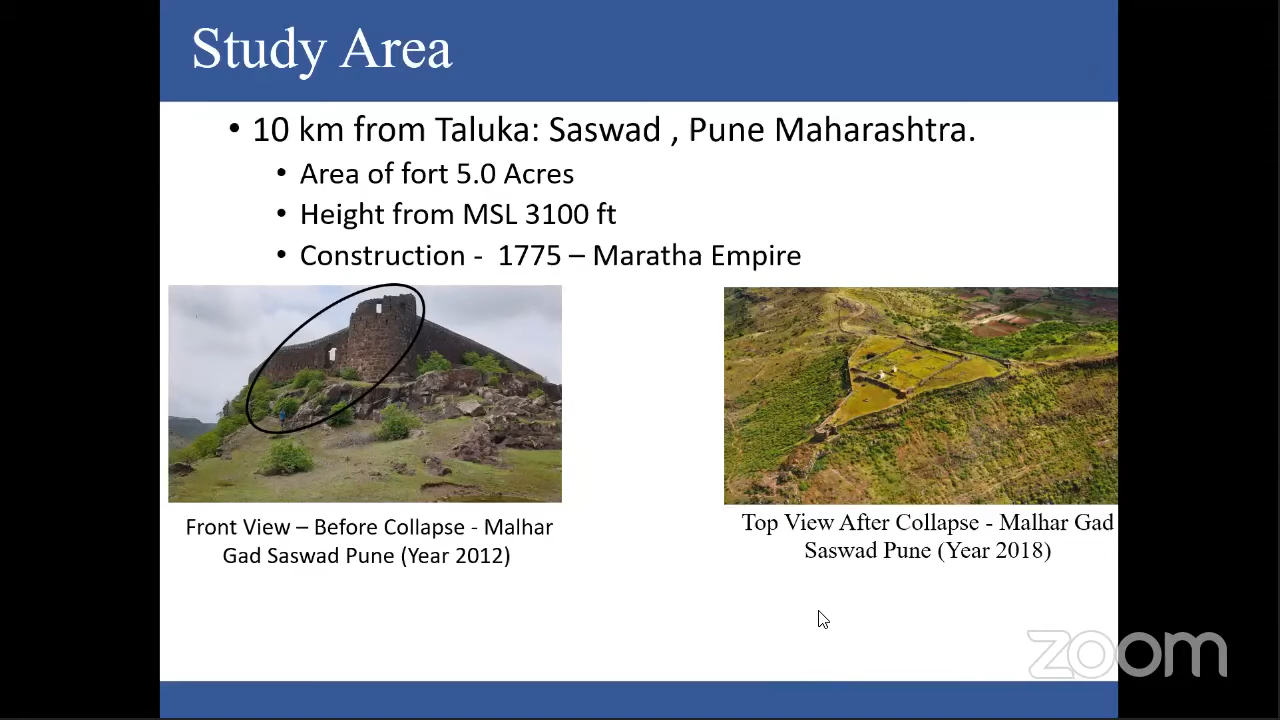 Study Area
• 10 km from Taluka: Saswad , Pune Maharashtra.
• Area of fort 5.0 Acres
• Height from MSL 3100 ft
• Construction - 1775 – Maratha Empire
Front View – Before Collapse - Malhar
Gad Saswad Pune (Year 2012)
Top View After Collapse - Malhar Gad
Saswad Pune (Year 2018)
zoom